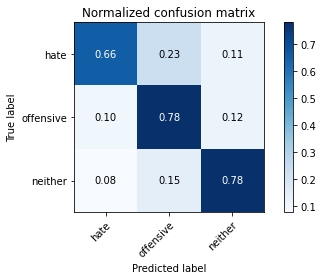 Normalized confusion matrix
hate 0.66 0.23 0.11
offensive 0.10 0.78 0.12
neither 0.08 0.15 0.78
True label
hate offensive neither
Predicted label
0.7
0.6
0.5
0.4
0.3
0.2
0.1